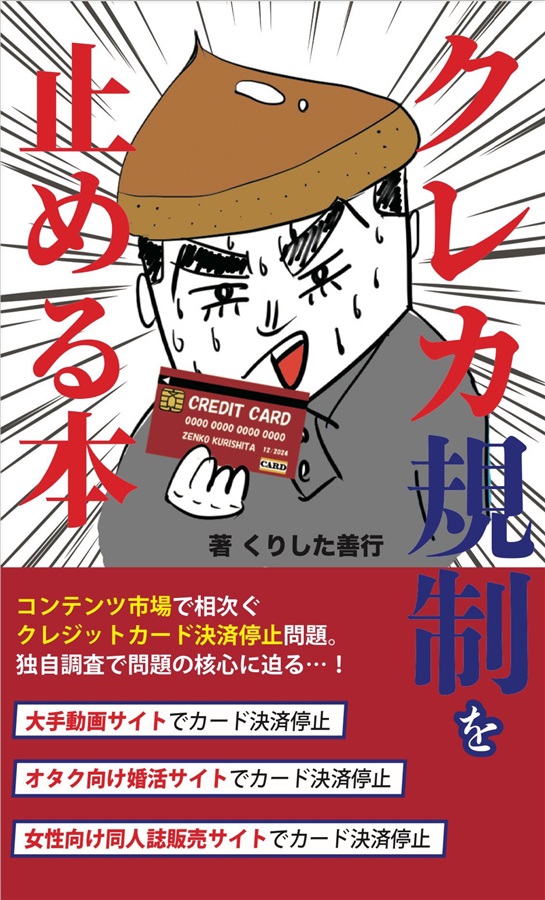 クレカ規制を
止める本
CREDIT CARD
0000 0000 0000 0000
ZENKO KURISHITA 12/2024
CARD
著 くりした善行
コンテンツ市場で相次ぐ
クレジットカード決済停止問題。
独自調査で問題の核心に迫る…！
大手動画サイトでカード決済停止
オタク向け婚活サイトでカード決済停止
女性向け同人誌販売サイトでカード決済停止